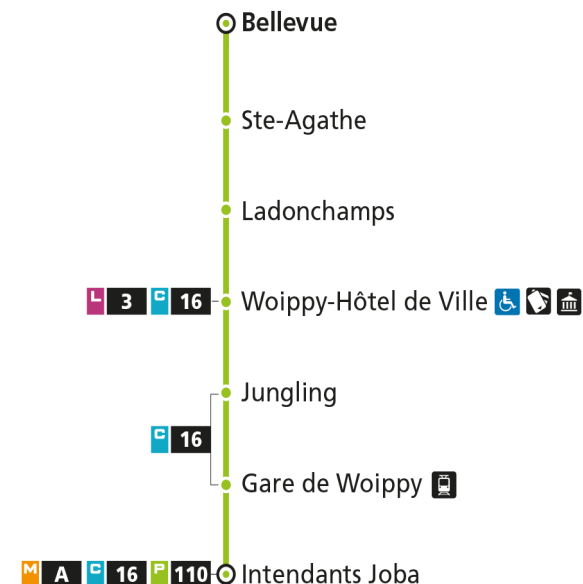 Bellevue
Ste-Agathe
Ladonchamps
L 3 C 16 Woippy-Hôtel de Ville
Jungling
C 16
Gare de Woippy
M A C 16 P 110 Intendants Joba